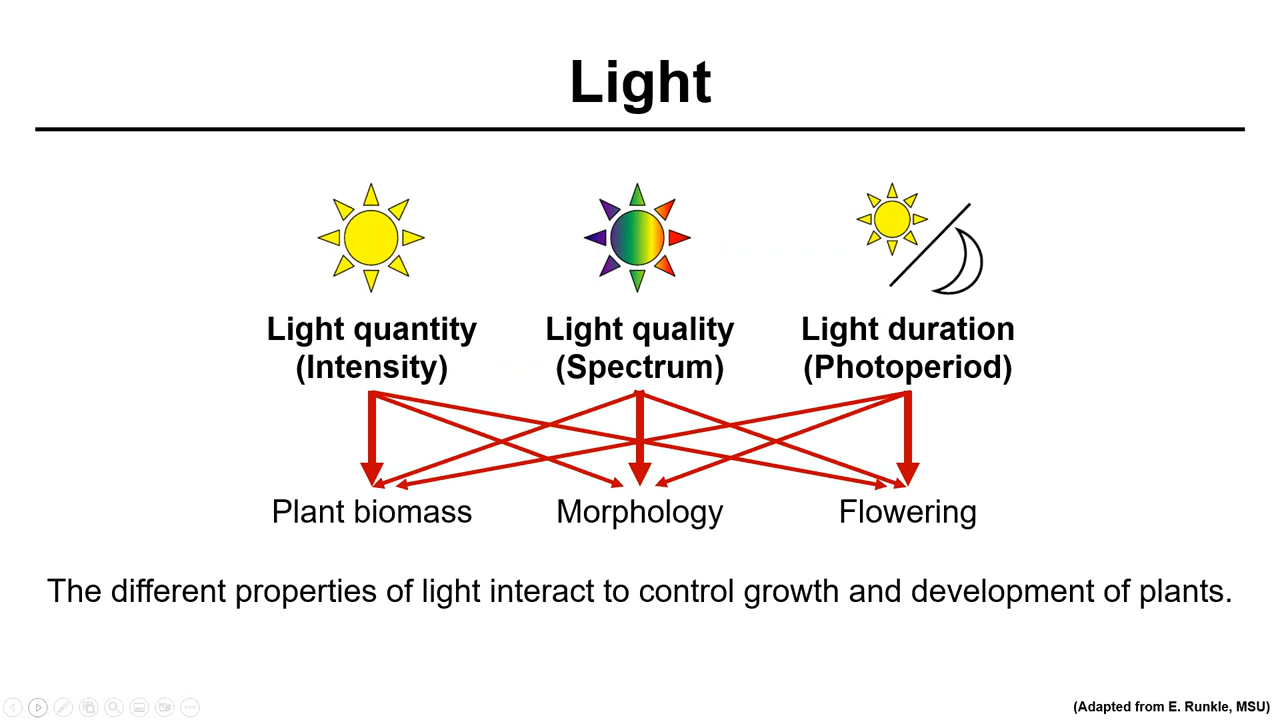 Light
Light quantity
(Intensity)
Light quality
(Spectrum)
Light duration
(Photoperiod)
Plant biomass
Morphology
Flowering
The different properties of light interact to control growth and development of plants.
(Adapted from E. Runkle, MSU)